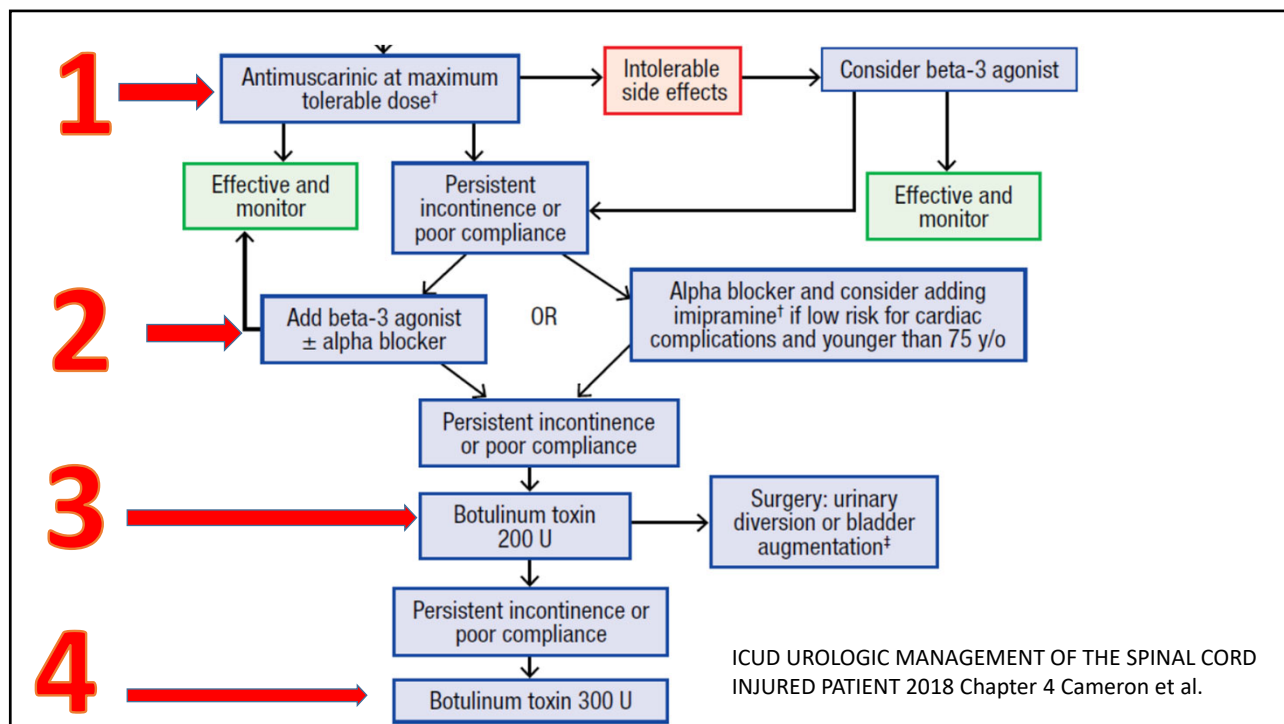 1
Antimuscarinic at maximum
tolerable dose†
Intolerable
side effects
Consider beta-3 agonist
Effective and
monitor
Persistent
incontinence or
poor compliance
Effective and
monitor
2
Add beta-3 agonist
± alpha blocker
OR
Alpha blocker and consider adding
imipramine† if low risk for cardiac
complications and younger than 75 y/o
Persistent incontinence
or poor compliance
3
Botulinum toxin
200 U
Surgery: urinary
diversion or bladder
augmentation‡
Persistent incontinence or
poor compliance
4
Botulinum toxin 300 U
ICUD UROLOGIC MANAGEMENT OF THE SPINAL CORD
INJURED PATIENT 2018 Chapter 4 Cameron et al.